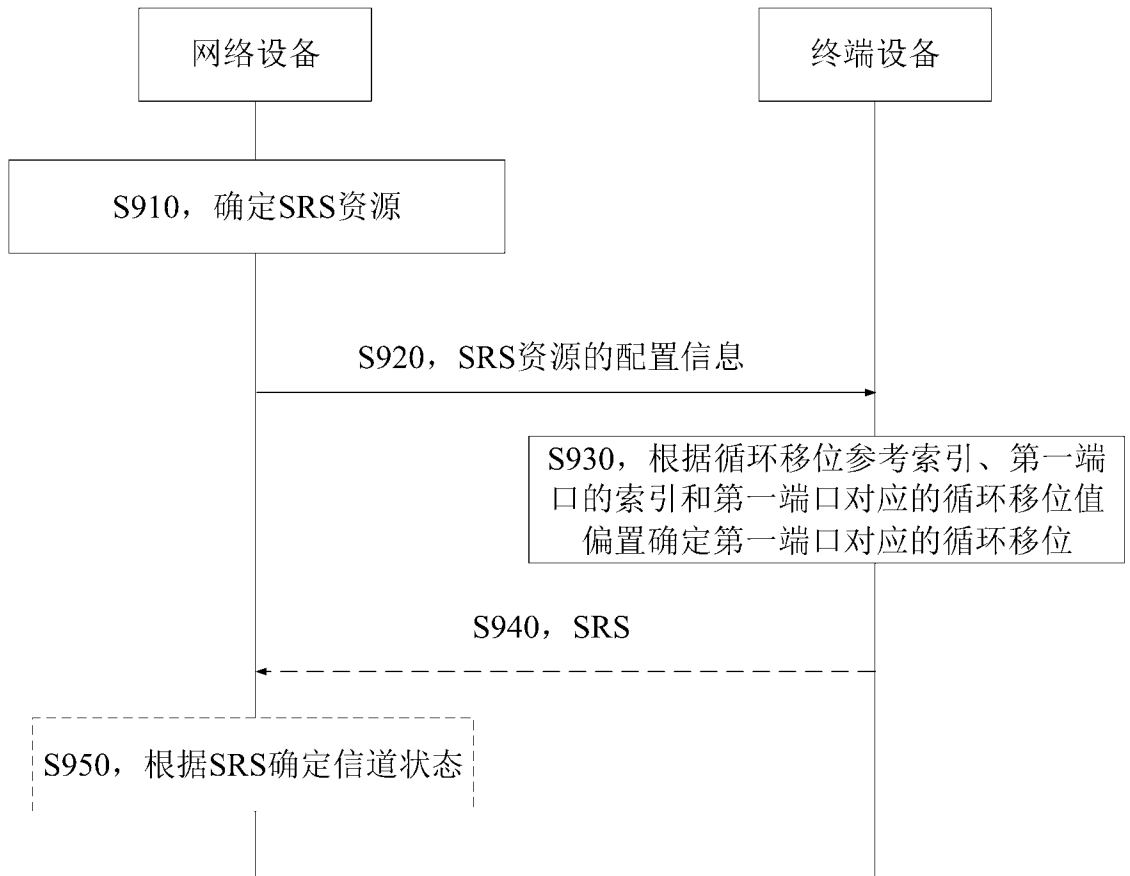 网络设备
终端设备
S910，确定SRS资源
S920，SRS资源的配置信息
S930，根据循环移位参考索引、第一端
口的索引和第一端口对应的循环移位值
偏置确定第一端口对应的循环移位
S940，SRS
S950，根据SRS确定信道状态